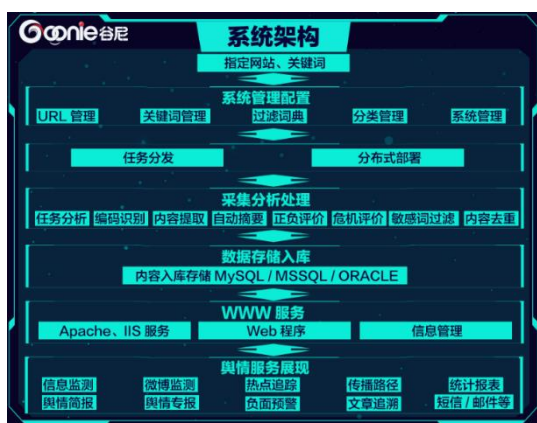 Goonie谷尼
系统架构
指定网站、关键词
系统管理配置
URL 管理 关键词管理 过滤词典 分类管理 系统管理
任务分发 分布式部署
采集分析处理
任务分析 编码识别 内容提取 自动摘要 正负评价 危机评价 敏感词过滤 内容去重
数据存储入库
内容入库存储 MySQL / MSSQL / ORACLE
WWW 服务
Apache、IIS 服务 Web 程序 信息管理
舆情服务展现
信息监测 微博监测 热点追踪 传播路径 统计报表
舆情简报 舆情专报 负面预警 文章追溯 短信 / 邮件等